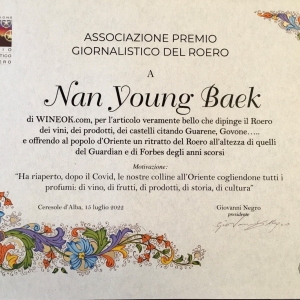 ASSOCIAZIONE PREMIO
GIORNALISTICO DEL ROERO
A
Nan Young Baek
di WINEOK.com, per l'articolo veramente bello che dipinge il Roero
dei vini, dei prodotti, dei castelli citando Guarene, Govone.....
e offrendo al popolo d'Oriente un ritratto del Roero all'altezza di quelli
del Guardian e di Forbes degli anni scorsi
Motivazione:
"Ha riaperto, dopo il Covid, le nostre colline all'Oriente cogliendone tutti i
profumi: di vino, di frutti, di prodotti, di storia, di cultura"
Ceresole d'Alba, 15 luglio 2022
Giovanni Negro
presidente